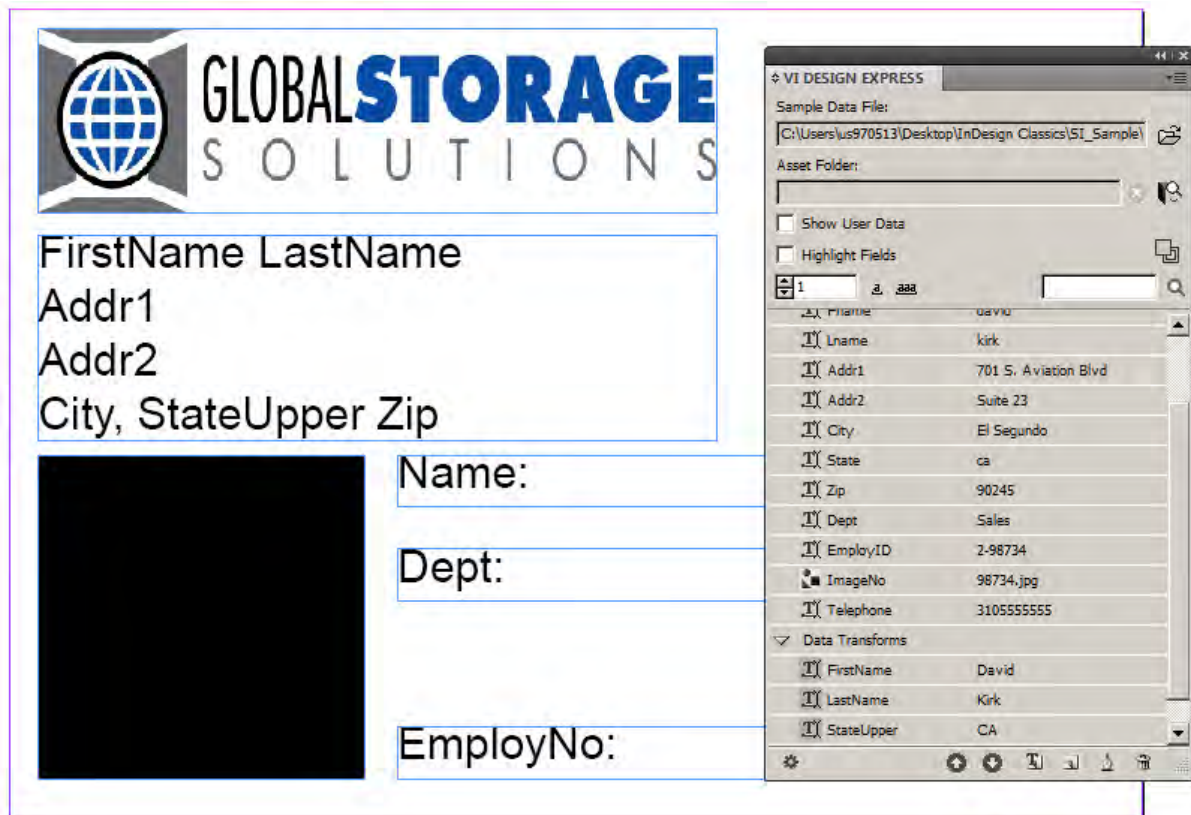 GLOBALSTORAGE
SOLUTIONS
FirstName LastName
Addr1
Addr2
City, StateUpper Zip
Name:
Dept:
EmployNo:
VI DESIGN EXPRESS
Sample Data File:
C:\Users\us970513\Desktop\InDesign Classics\SI_Sample\
Asset Folder:
Show User Data
Highlight Fields
1 a aaa
Fname david
Lname kirk
Addr1 701 S. Aviation Blvd
Addr2 Suite 23
City El Segundo
State ca
Zip 90245
Dept Sales
EmployID 2-98734
ImageNo 98734.jpg
Telephone 3105555555
Data Transforms
FirstName David
LastName Kirk
StateUpper CA